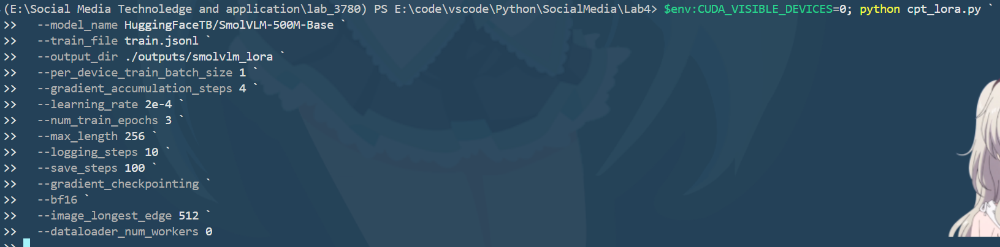 (E:\Social Media Technoledge and application\lab_3780) PS E:\code\vscode\Python\SocialMedia\Lab4> $env:CUDA_VISIBLE_DEVICES=0; python cpt_lora.py `
>>   --model_name HuggingFaceTB/SmolVLM-500M-Base `
>>   --train_file train.jsonl `
>>   --output_dir ./outputs/smolvlm_lora `
>>   --per_device_train_batch_size 1 `
>>   --gradient_accumulation_steps 4 `
>>   --learning_rate 2e-4 `
>>   --num_train_epochs 3 `
>>   --max_length 256 `
>>   --logging_steps 10 `
>>   --save_steps 100 `
>>   --gradient_checkpointing `
>>   --bf16 `
>>   --image_longest_edge 512 `
>>   --dataloader_num_workers 0
>>